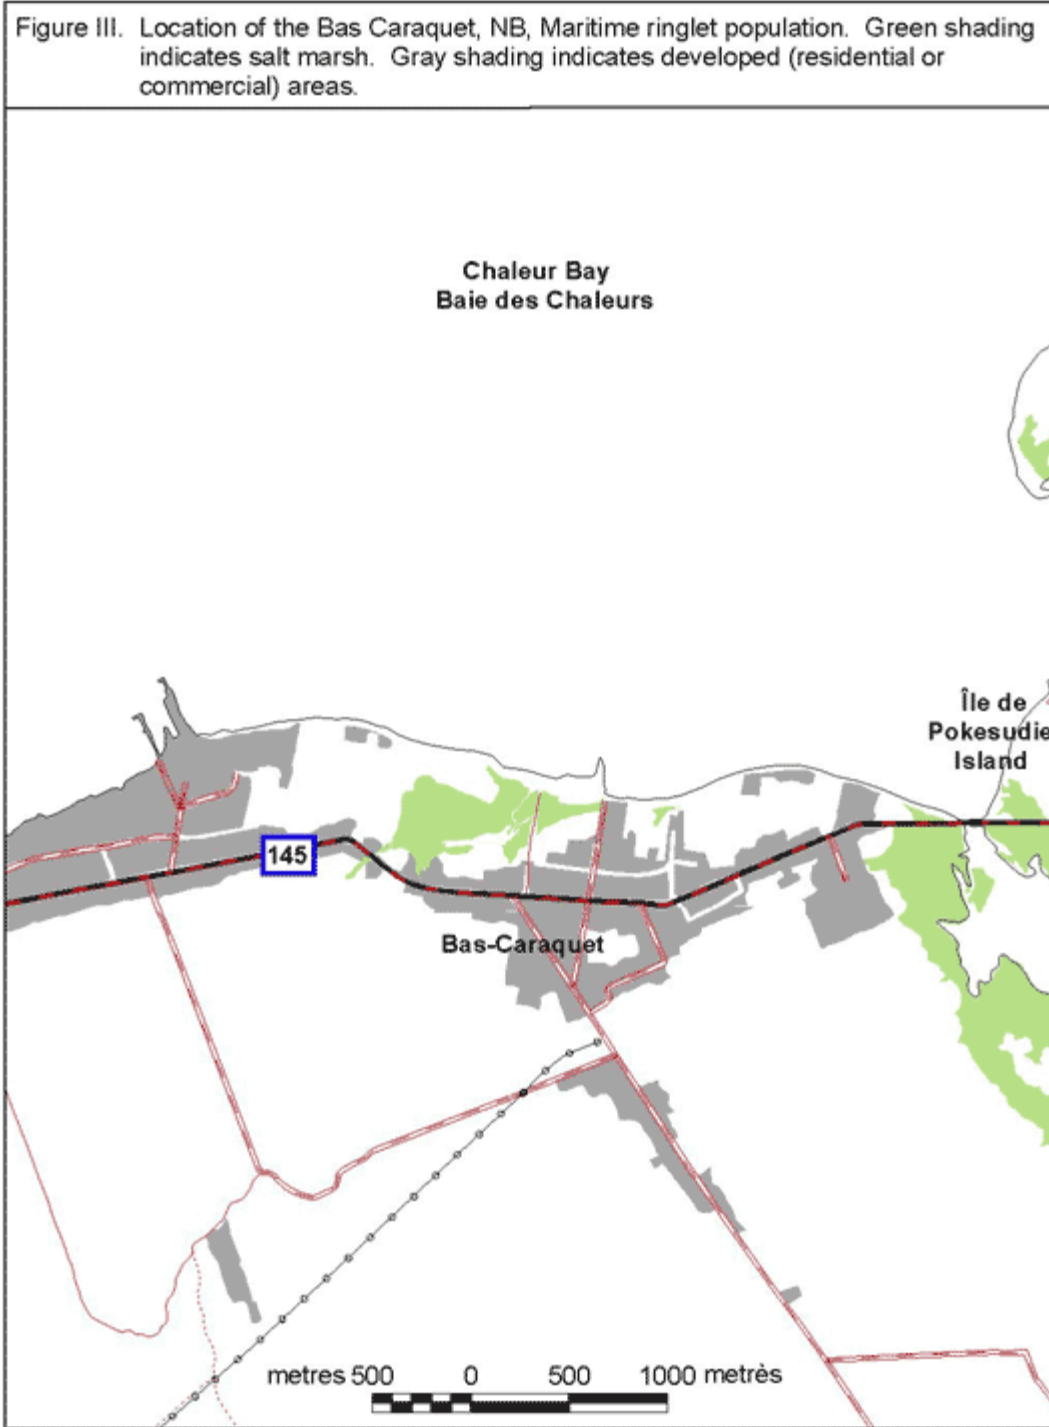 Figure III. Location of the Bas Caraquet, NB, Maritime ringlet population. Green shading
indicates salt marsh. Gray shading indicates developed (residential or
commercial) areas.
Chaleur Bay
Baie des Chaleurs
Île de
Pokesudie
Island
145
Bas-Caraquet
metres 500 0 500 1000 metrès